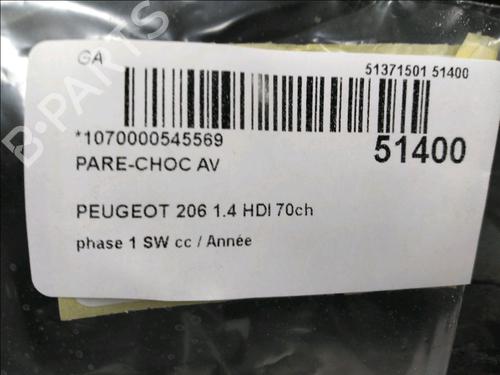 GA
51371501 51400
*1070000545569
51400
PARE-CHOC AV
PEUGEOT 206 1.4 HDI 70ch
phase 1 SW cc / Année
B-PARTS